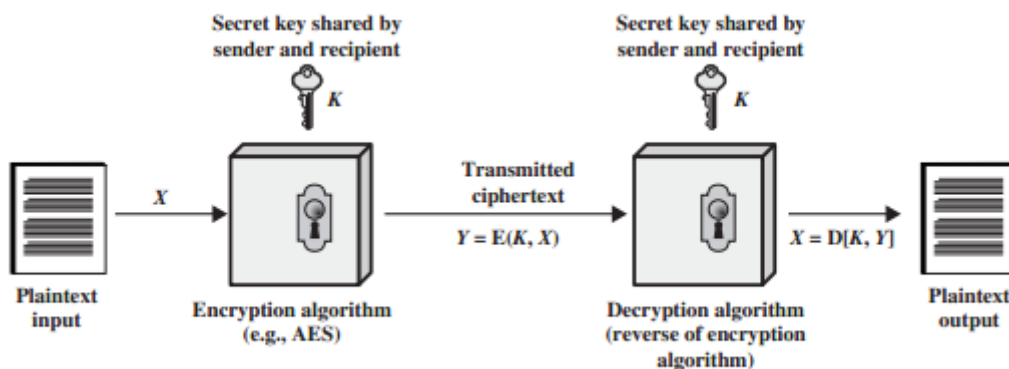 Secret key shared by
sender and recipient
K
Secret key shared by
sender and recipient
K
X
Transmitted
ciphertext
Y = E(K, X)
X = D[K, Y]
Plaintext
input
Encryption algorithm
(e.g., AES)
Decryption algorithm
(reverse of encryption
algorithm)
Plaintext
output